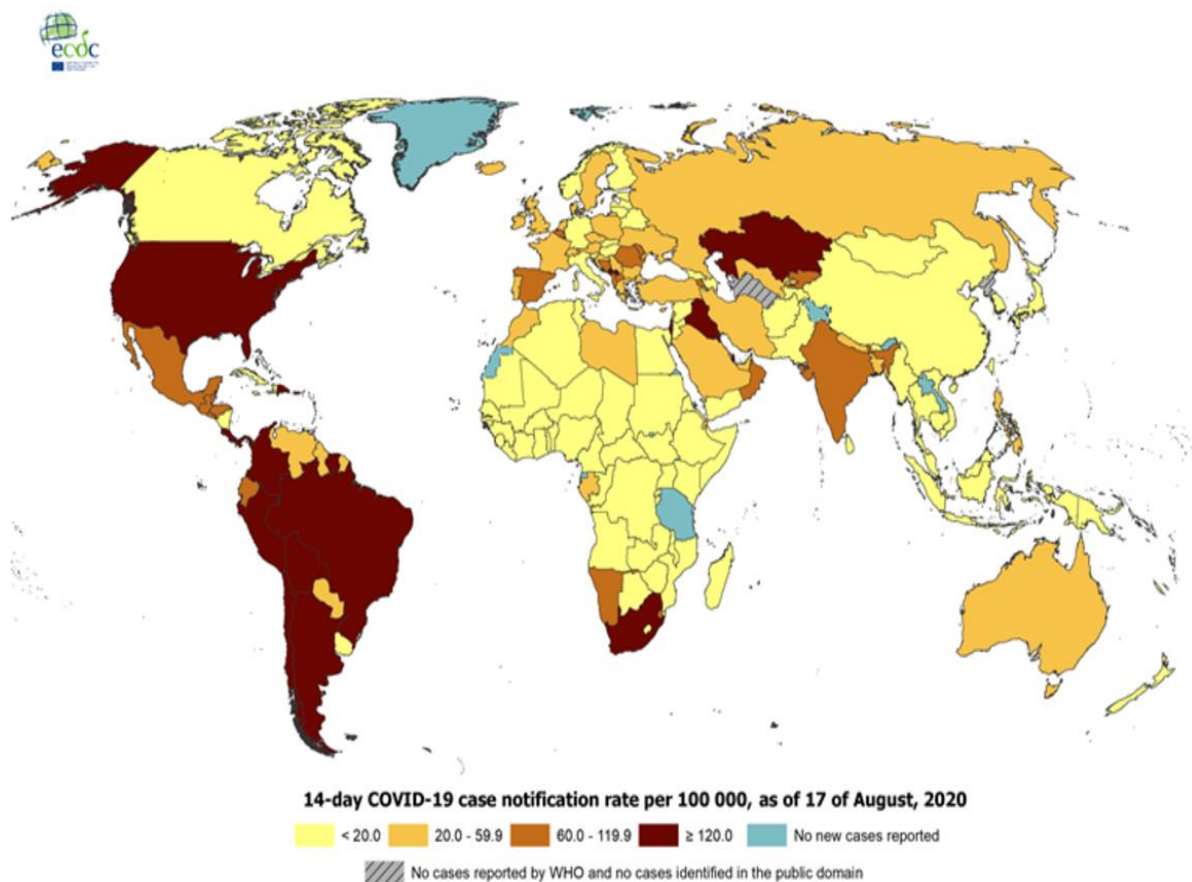 ecdc
14-day COVID-19 case notification rate per 100 000, as of 17 of August, 2020
< 20.0 20.0 - 59.9 60.0 - 119.9 ≥ 120.0 No new cases reported
No cases reported by WHO and no cases identified in the public domain